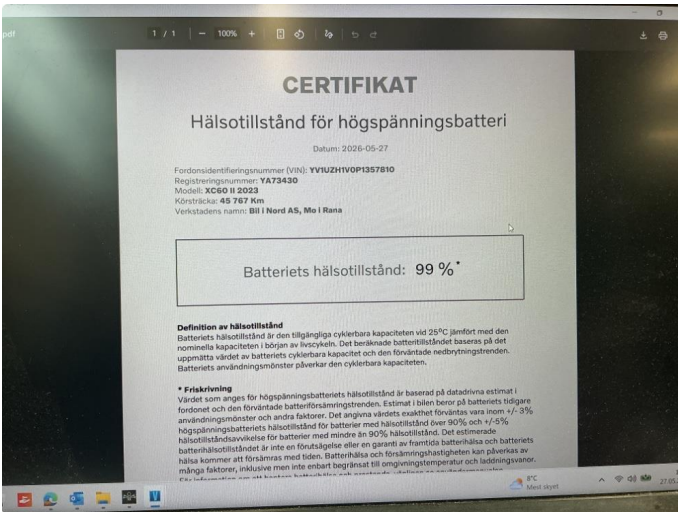 pdf
1 / 1
100%
CERTIFIKAT
Hälsotillstånd för högspänningsbatteri
Datum: 2026-05-27
Fordonsidentifieringsnummer (VIN): YV1UZH1V0P1357810
Registreringsnummer: YA73430
Modell: XC60 II 2023
Körsträcka: 45 767 Km
Verkstadens namn: Bil i Nord AS, Mo i Rana
Batteriets hälsotillstånd: 99 %*
Definition av hälsotillstånd
Batteriets hälsotillstånd är den tillgängliga cyklerbara kapaciteten vid 25°C jämfört med den
nominella kapaciteten i början av livscykeln. Det beräknade batteritillståndet baseras på det
uppmätta värdet av batteriets cyklerbara kapacitet och den förväntade nedbrytningstrenden.
Batteriets användningsmönster påverkar den cyklerbara kapaciteten.
* Friskrivning
Värdet som anges för högspänningsbatteriets hälsotillstånd är baserad på datadrivna estimat i
fordonet och den förväntade batteriförsämringstrenden. Estimat i bilen beror på batteriets tidigare
användningsmönster och andra faktorer. Det angivna värdets exakthet förväntas vara inom +/- 3%
högspänningsbatteriets hälsotillstånd för batterier med hälsotillstånd över 90% och +/-5%
hälsotillståndsavvikelse för batterier med mindre än 90% hälsotillstånd. Det estimerade
batterihälsotillståndet är inte en förutsägelse eller en garanti av framtida batterihälsa och batteriets
hälsa kommer att försämras med tiden. Batterihälsa och försämringshastigheten kan påverkas av
många faktorer, inklusive men inte enbart begränsat till omgivningstemperatur och laddningsvanor.
8°C
Mest skyet
27.05.